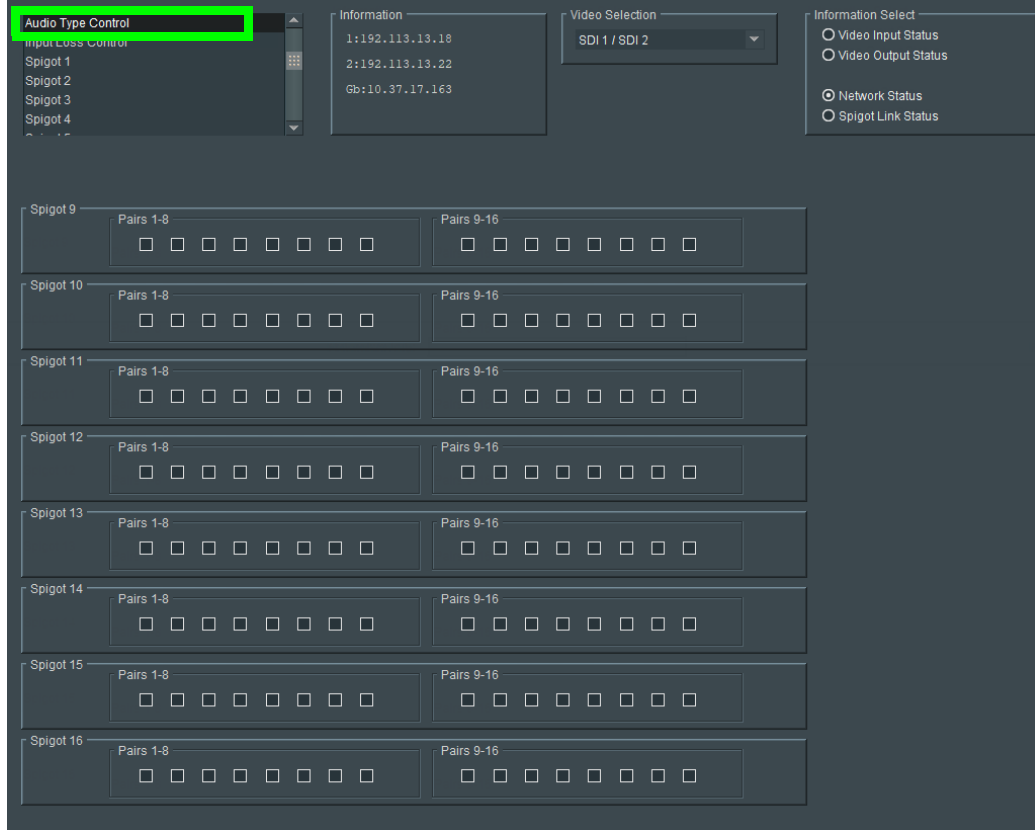 Audio Type Control
Input Loss Control
Spigot 1
Spigot 2
Spigot 3
Spigot 4
Information
1:192.113.13.18
2:192.113.13.22
Gb:10.37.17.163
Video Selection
SDI 1 / SDI 2
Information Select
Video Input Status
Video Output Status
Network Status
Spigot Link Status
Spigot 9
Pairs 1-8
Pairs 9-16
Spigot 10
Pairs 1-8
Pairs 9-16
Spigot 11
Pairs 1-8
Pairs 9-16
Spigot 12
Pairs 1-8
Pairs 9-16
Spigot 13
Pairs 1-8
Pairs 9-16
Spigot 14
Pairs 1-8
Pairs 9-16
Spigot 15
Pairs 1-8
Pairs 9-16
Spigot 16
Pairs 1-8
Pairs 9-16